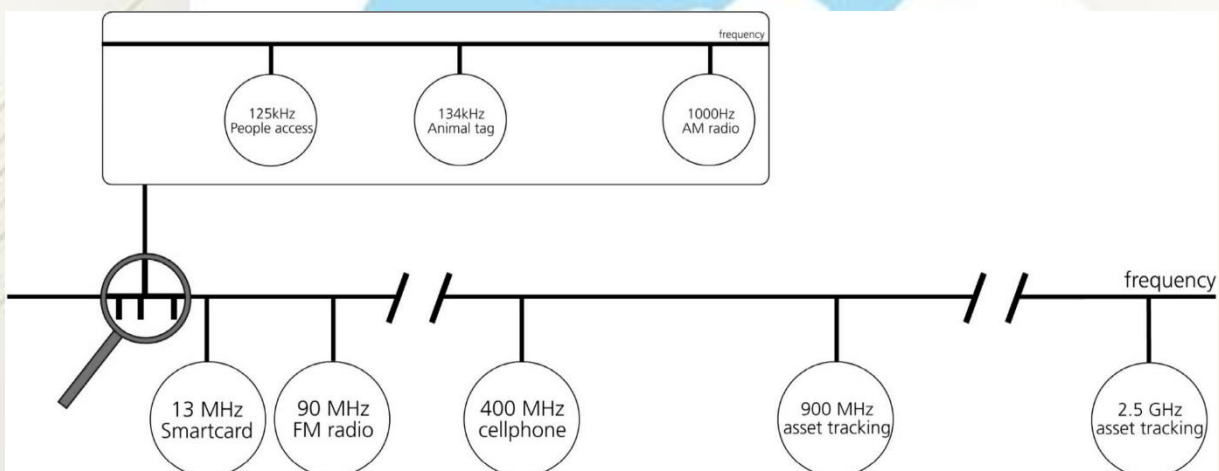 frequency
125kHz
People access
134kHz
Animal tag
1000Hz
AM radio
frequency
13 MHz
Smartcard
90 MHz
FM radio
400 MHz
cellphone
900 MHz
asset tracking
2.5 GHz
asset tracking